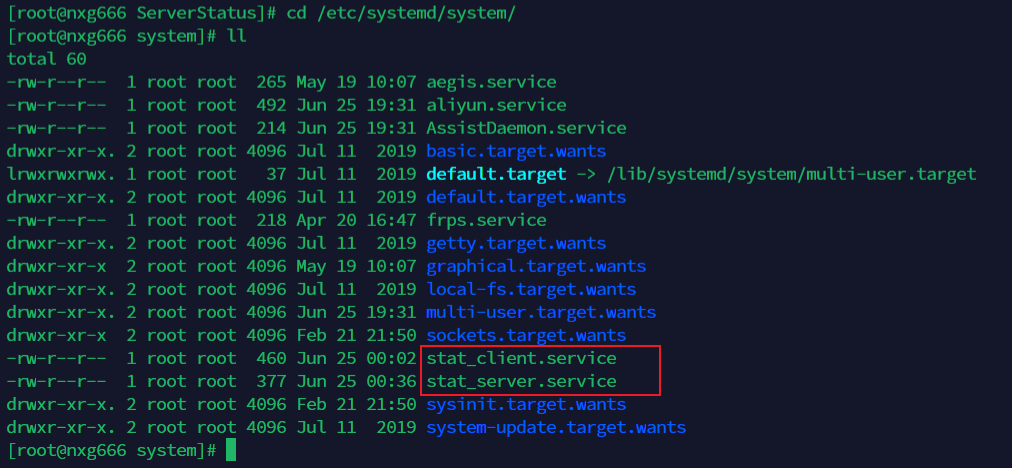 [root@nxg666 ServerStatus]# cd /etc/systemd/system/
[root@nxg666 system]# ll
total 60
-rw-r--r--  1 root root  265 May 19 10:07 aegis.service
-rw-r--r--  1 root root  492 Jun 25 19:31 aliyun.service
-rw-r--r--  1 root root  214 Jun 25 19:31 AssistDaemon.service
drwxr-xr-x. 2 root root 4096 Jul 11  2019 basic.target.wants
lrwxrwxrwx. 1 root root   37 Jul 11  2019 default.target -> /lib/systemd/system/multi-user.target
drwxr-xr-x. 2 root root 4096 Jul 11  2019 default.target.wants
-rw-r--r--  1 root root  218 Apr 20 16:47 frps.service
drwxr-xr-x. 2 root root 4096 Jul 11  2019 getty.target.wants
drwxr-xr-x  2 root root 4096 May 19 10:07 graphical.target.wants
drwxr-xr-x. 2 root root 4096 Jul 11  2019 local-fs.target.wants
drwxr-xr-x. 2 root root 4096 Jun 25 19:31 multi-user.target.wants
drwxr-xr-x  2 root root 4096 Feb 21 21:50 sockets.target.wants
-rw-r--r--  1 root root  460 Jun 25 00:02 stat_client.service
-rw-r--r--  1 root root  377 Jun 25 00:36 stat_server.service
drwxr-xr-x. 2 root root 4096 Feb 21 21:50 sysinit.target.wants
drwxr-xr-x. 2 root root 4096 Jul 11  2019 system-update.target.wants
[root@nxg666 system]#